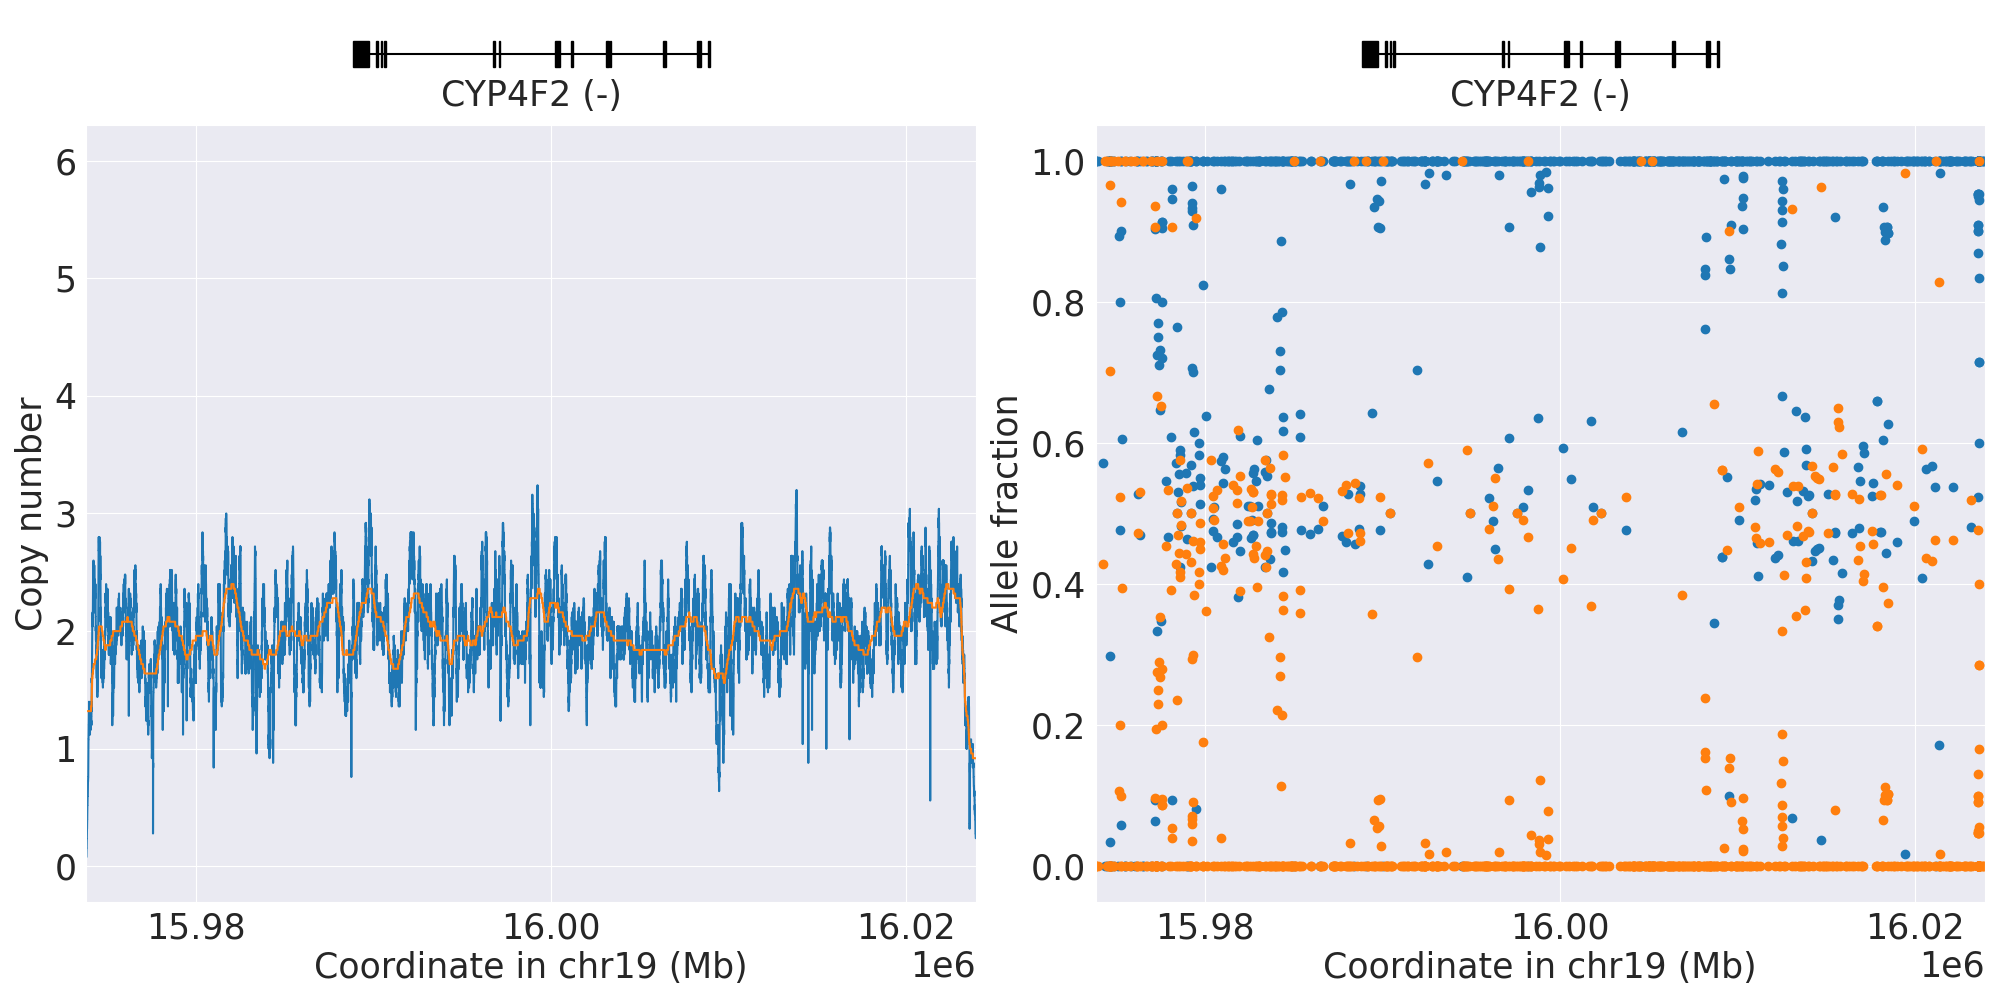 CYP4F2 (-)
Copy number
6
5
4
3
2
1
0
15.98
16.00
16.02
Coordinate in chr19 (Mb)
1e6
CYP4F2 (-)
Allele fraction
1.0
0.8
0.6
0.4
0.2
0.0
15.98
16.00
16.02
Coordinate in chr19 (Mb)
1e6